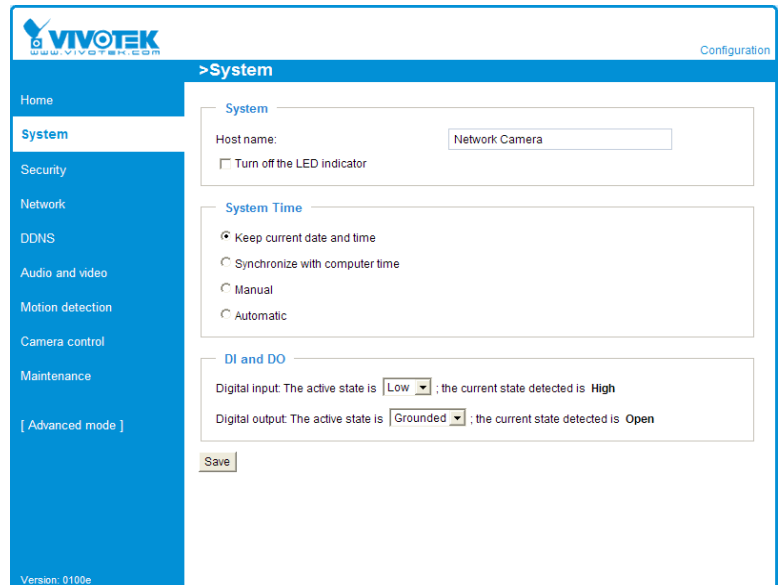 VIVOTEK
www.vivotek.com
Configuration
>System
Home
System
Security
Network
DDNS
Audio and video
Motion detection
Camera control
Maintenance
[ Advanced mode ]
Version: 0100e
System
Host name: Network Camera
Turn off the LED indicator
System Time
Keep current date and time
Synchronize with computer time
Manual
Automatic
DI and DO
Digital input: The active state is Low ; the current state detected is High
Digital output: The active state is Grounded ; the current state detected is Open
Save